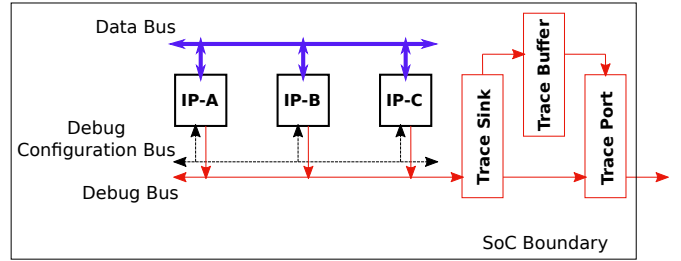 Data Bus
IP-A
IP-B
IP-C
Debug
Configuration Bus
Debug Bus
Trace Sink
Trace Buffer
Trace Port
SoC Boundary